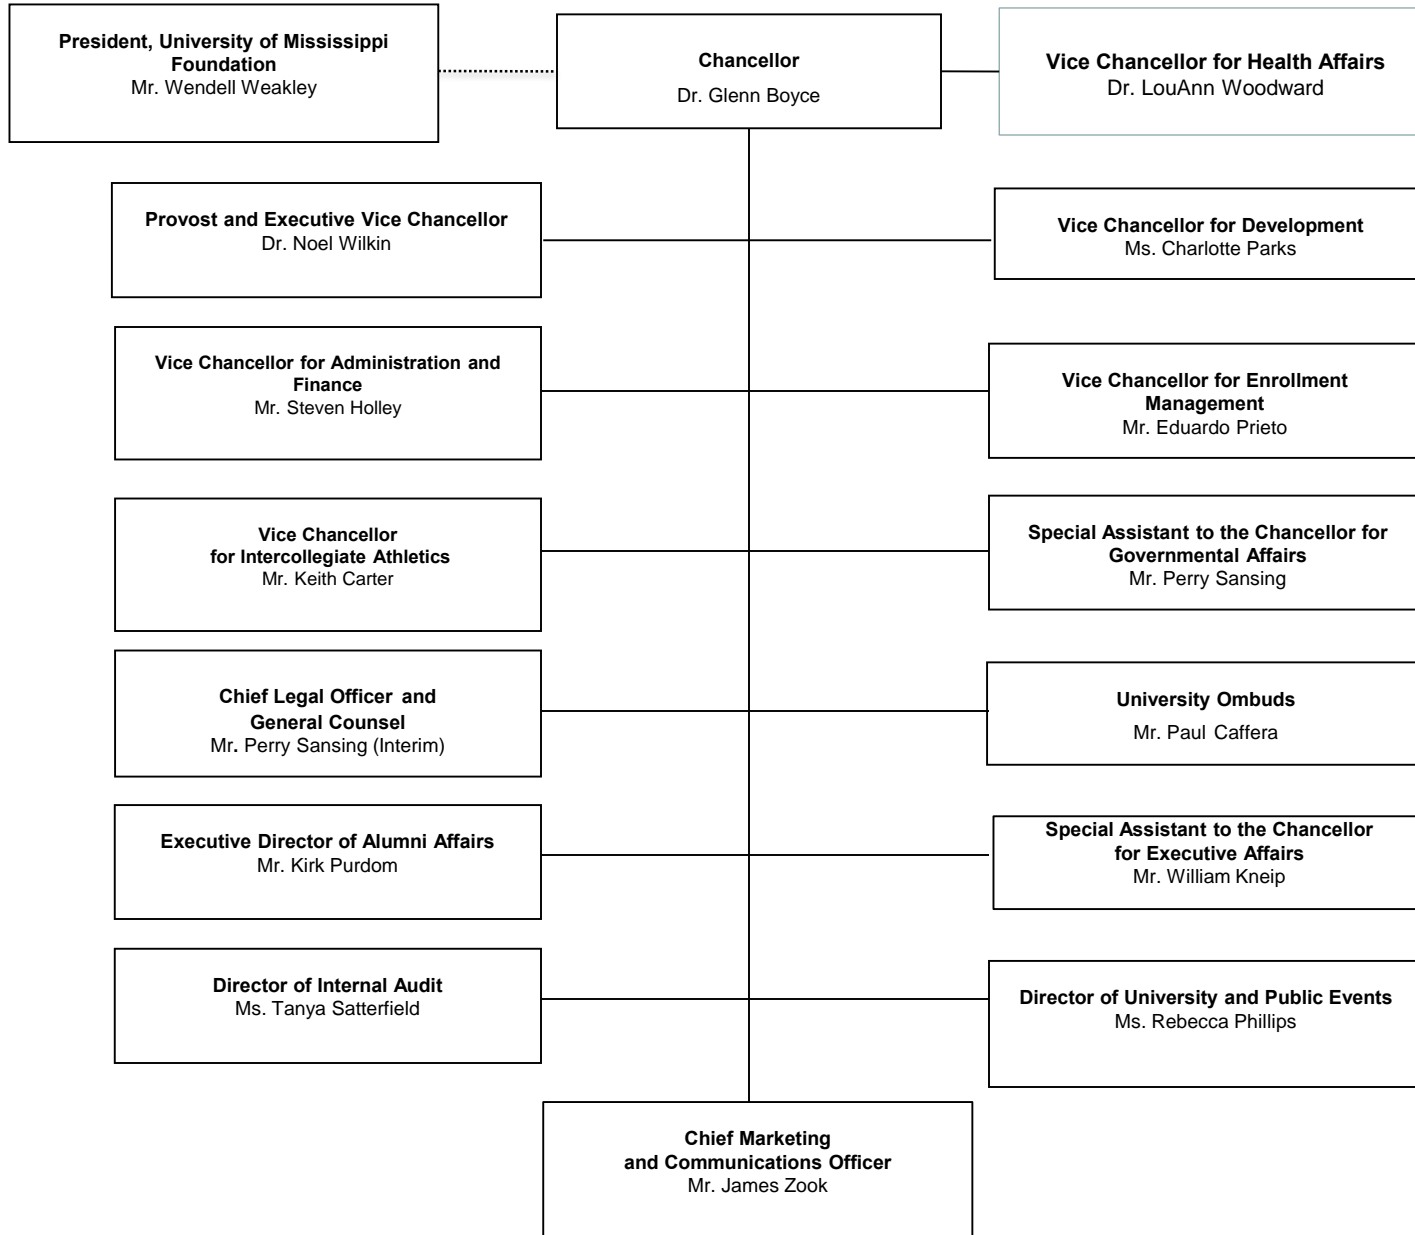 President, University of Mississippi
Foundation
Mr. Wendell Weakley
Chancellor
Dr. Glenn Boyce
Vice Chancellor for Health Affairs
Dr. LouAnn Woodward
Provost and Executive Vice Chancellor
Dr. Noel Wilkin
Vice Chancellor for Development
Ms. Charlotte Parks
Vice Chancellor for Administration and
Finance
Mr. Steven Holley
Vice Chancellor for Enrollment
Management
Mr. Eduardo Prieto
Vice Chancellor
for Intercollegiate Athletics
Mr. Keith Carter
Special Assistant to the Chancellor for
Governmental Affairs
Mr. Perry Sansing
Chief Legal Officer and
General Counsel
Mr. Perry Sansing (Interim)
University Ombuds
Mr. Paul Caffera
Executive Director of Alumni Affairs
Mr. Kirk Purdom
Special Assistant to the Chancellor
for Executive Affairs
Mr. William Kneip
Director of Internal Audit
Ms. Tanya Satterfield
Director of University and Public Events
Ms. Rebecca Phillips
Chief Marketing
and Communications Officer
Mr. James Zook